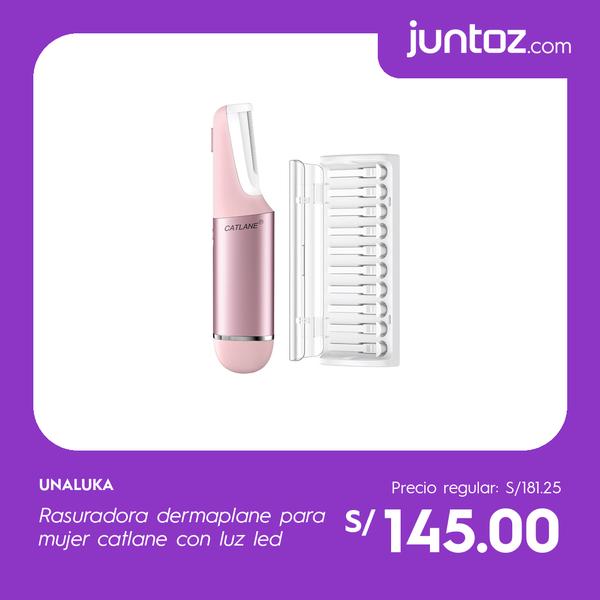 juntoz.com
CATLANE®
UNALUKA
Rasuradora dermaplane para
mujer catlane con luz led
Precio regular: S/181.25
S/145.00